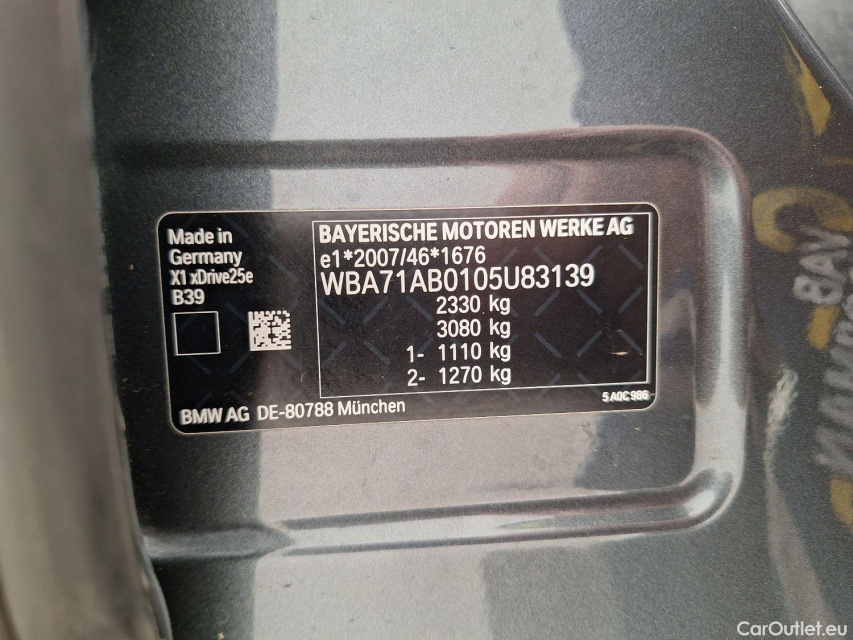 Made in
Germany
X1 xDrive25e
B39
BAYERISCHE MOTOREN WERKE AG
e1*2007/46*1676
WBA71AB0105U83139
2330 kg
3080 kg
1- 1110 kg
2- 1270 kg
BMW AG DE-80788 München
5A0C986
BAY
CarOutlet.eu